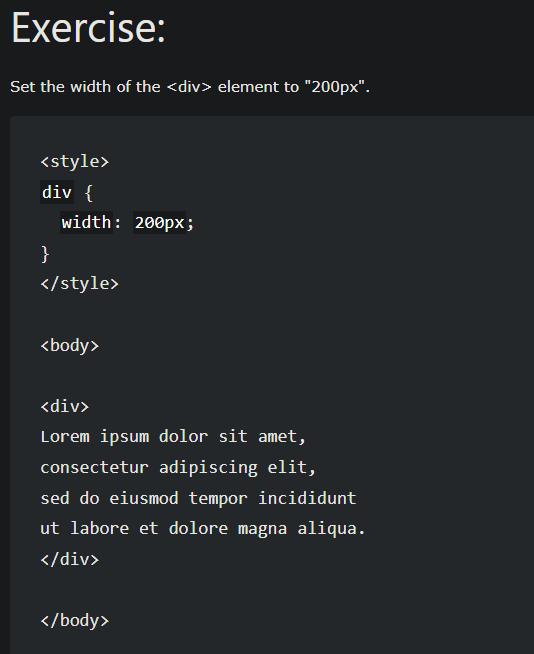 Exercise:
Set the width of the <div> element to "200px".
<style>
div {
width: 200px;
}
</style>
<body>
<div>
Lorem ipsum dolor sit amet,
consectetur adipiscing elit,
sed do eiusmod tempor incididunt
ut labore et dolore magna aliqua.
</div>
</body>